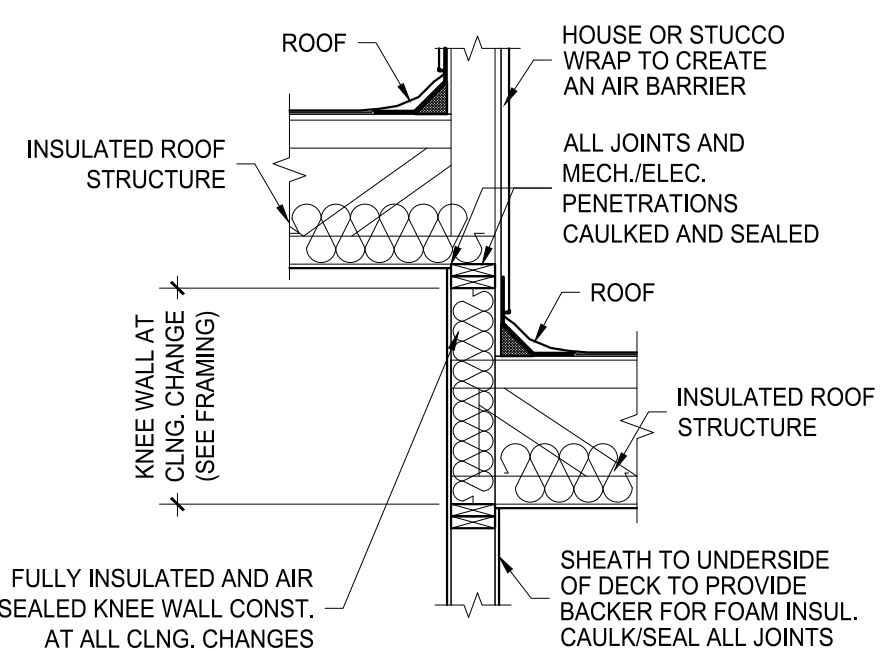 ROOF
HOUSE OR STUCCO
WRAP TO CREATE
AN AIR BARRIER
INSULATED ROOF
STRUCTURE
ALL JOINTS AND
MECH./ELEC.
PENETRATIONS
CAULKED AND SEALED
ROOF
KNEE WALL AT
CLNG. CHANGE
(SEE FRAMING)
INSULATED ROOF
STRUCTURE
FULLY INSULATED AND AIR
SEALED KNEE WALL CONST.
AT ALL CLNG. CHANGES
SHEATH TO UNDERSIDE
OF DECK TO PROVIDE
BACKER FOR FOAM INSUL.
CAULK/SEAL ALL JOINTS